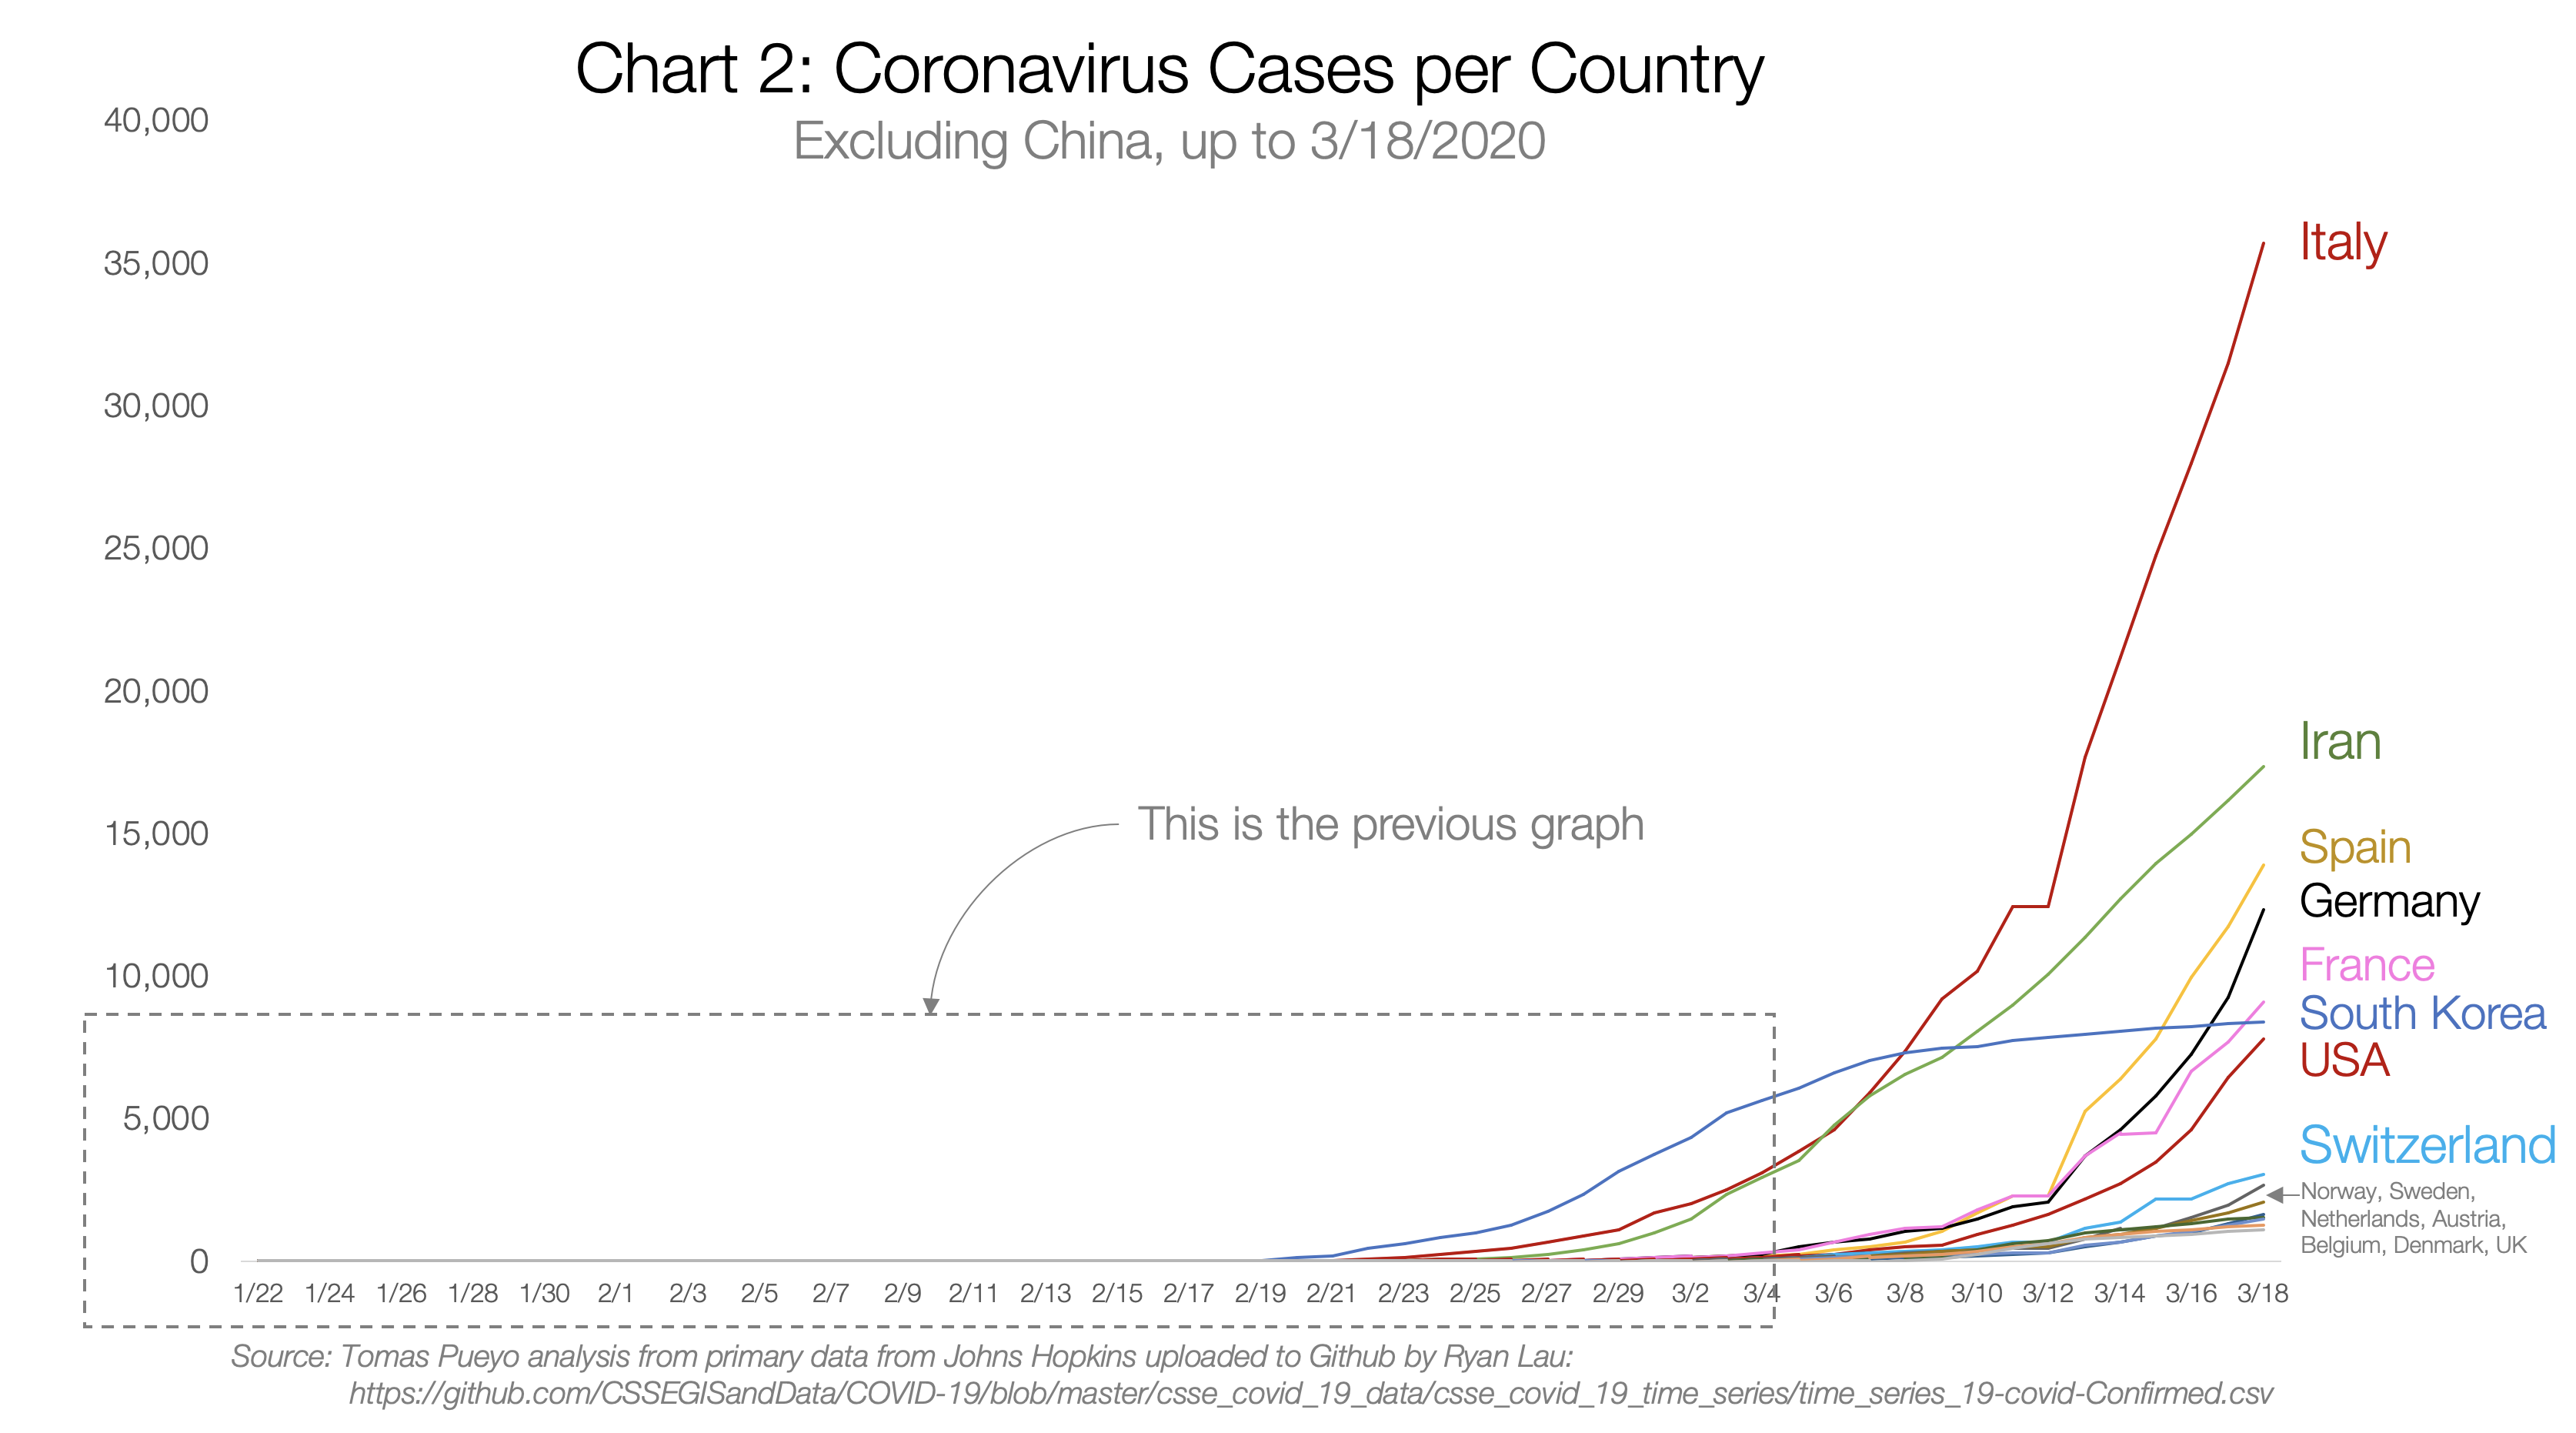 Chart 2: Coronavirus Cases per Country
Excluding China, up to 3/18/2020
40,000
35,000
30,000
25,000
20,000
15,000
10,000
5,000
0
This is the previous graph
Italy
Iran
Spain
Germany
France
South Korea
USA
Switzerland
Norway, Sweden,
Netherlands, Austria,
Belgium, Denmark, UK
1/22 1/24 1/26 1/28 1/30 2/1 2/3 2/5 2/7 2/9 2/11 2/13 2/15 2/17 2/19 2/21 2/23 2/25 2/27 2/29 3/2 3/4 3/6 3/8 3/10 3/12 3/14 3/16 3/18
Source: Tomas Pueyo analysis from primary data from Johns Hopkins uploaded to Github by Ryan Lau:
https://github.com/CSSEGISandData/COVID-19/blob/master/csse_covid_19_data/csse_covid_19_time_series/time_series_19-covid-Confirmed.csv